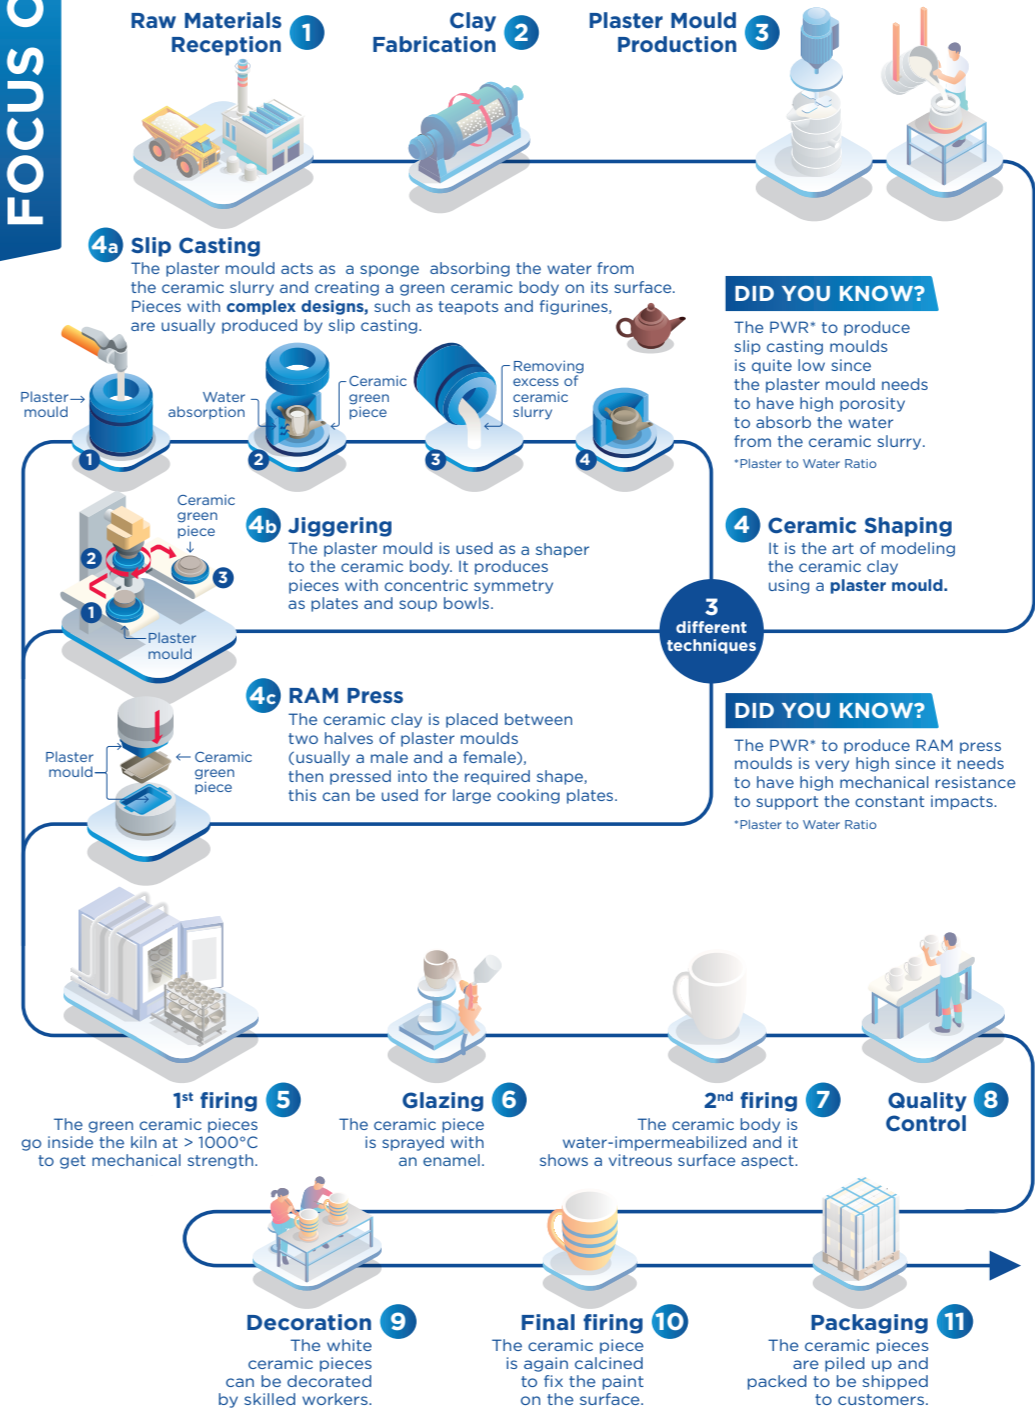 FOCUS O
Raw Materials
Reception
1
Clay
Fabrication
2
Plaster Mould
Production
3
4a Slip Casting
The plaster mould acts as a sponge absorbing the water from
the ceramic slurry and creating a green ceramic body on its surface.
Pieces with complex designs, such as teapots and figurines,
are usually produced by slip casting.
Plaster
mould
1
Water
absorption
Ceramic
green
piece
2
Removing
excess of
ceramic
slurry
3
4
DID YOU KNOW?
The PWR* to produce
slip casting moulds
is quite low since
the plaster mould needs
to have high porosity
to absorb the water
from the ceramic slurry.
*Plaster to Water Ratio
4 Ceramic Shaping
It is the art of modeling
the ceramic clay
using a plaster mould.
3
different
techniques
4b Jiggering
The plaster mould is used as a shaper
to the ceramic body. It produces
pieces with concentric symmetry
as plates and soup bowls.
Ceramic
green
piece
2
3
1
Plaster
mould
4c RAM Press
The ceramic clay is placed between
two halves of plaster moulds
(usually a male and a female),
then pressed into the required shape,
this can be used for large cooking plates.
Plaster
mould
Ceramic
green
piece
DID YOU KNOW?
The PWR* to produce RAM press
moulds is very high since it needs
to have high mechanical resistance
to support the constant impacts.
*Plaster to Water Ratio
1st firing 5
The green ceramic pieces
go inside the kiln at > 1000°C
to get mechanical strength.
Glazing 6
The ceramic piece
is sprayed with
an enamel.
2nd firing 7
The ceramic body is
water-impermeabilized and it
shows a vitreous surface aspect.
Quality
Control
8
Decoration 9
The white
ceramic pieces
can be decorated
by skilled workers.
Final firing 10
The ceramic piece
is again calcined
to fix the paint
on the surface.
Packaging 11
The ceramic pieces
are piled up and
packed to be shipped
to customers.